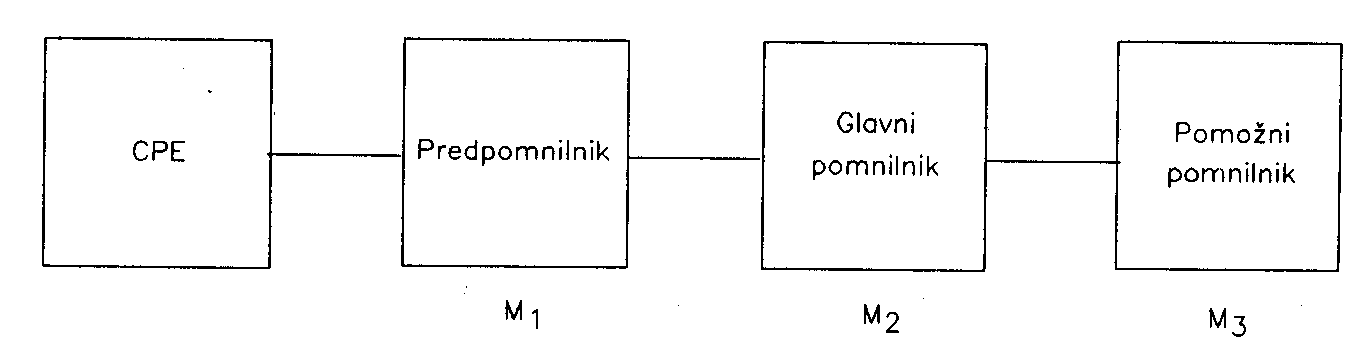 CPE
Predpomnilnik
Glavni
pomnilnik
Pomožni
pomnilnik
M1
M2
M3